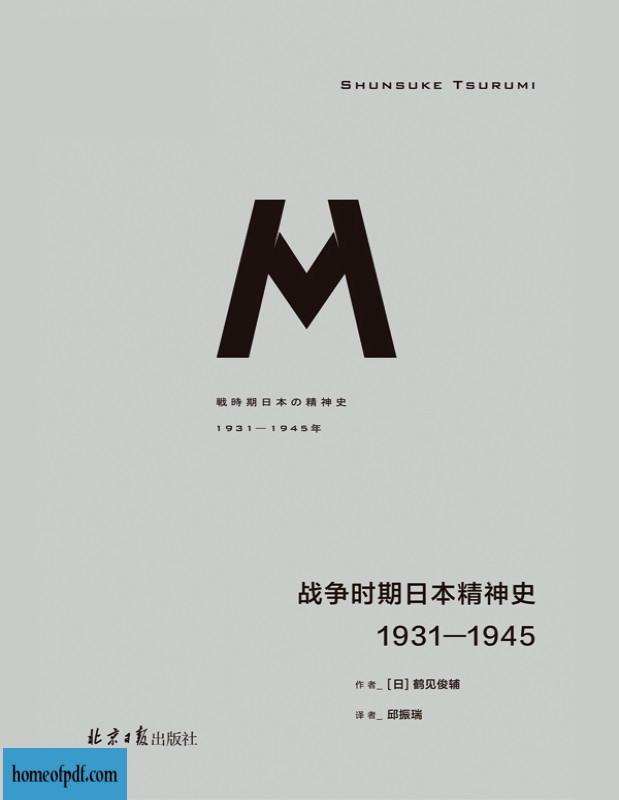 SHUNSUKE TSURUMI
M
戦時期日本の精神史
1931—1945年
战争时期日本精神史
1931—1945
作者_ [日] 鹤见俊辅
译者_ 邱振瑞
北京日报出版社
homeofpdf.com